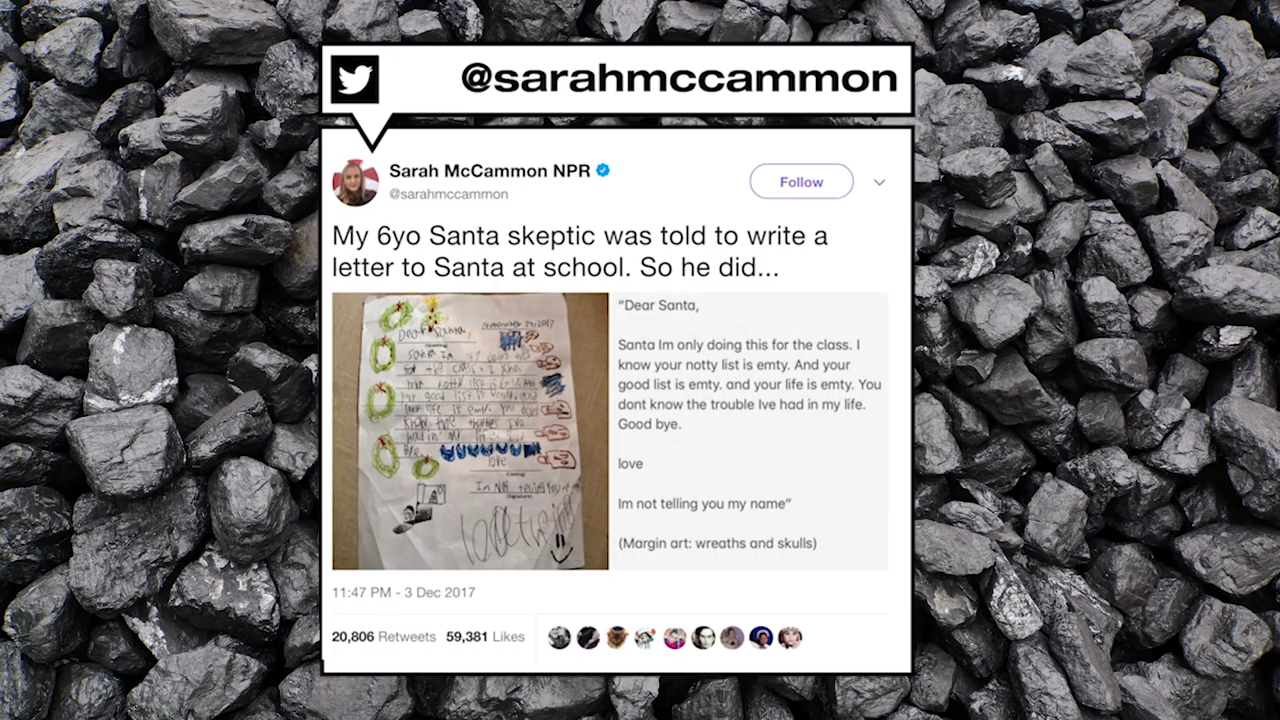 @sarahmccammon
Sarah McCammon NPR
@sarahmccammon
Follow
My 6yo Santa skeptic was told to write a
letter to Santa at school. So he did...
Dear Santa,
“Dear Santa,
Santa Im only doing this for the class. I
know your notty list is emty. And your
good list is emty. and your life is emty. You
dont know the trouble Ive had in my life.
Good bye.
love
Im not telling you my name”
(Margin art: wreaths and skulls)
11:47 PM - 3 Dec 2017
20,806 Retweets 59,381 Likes